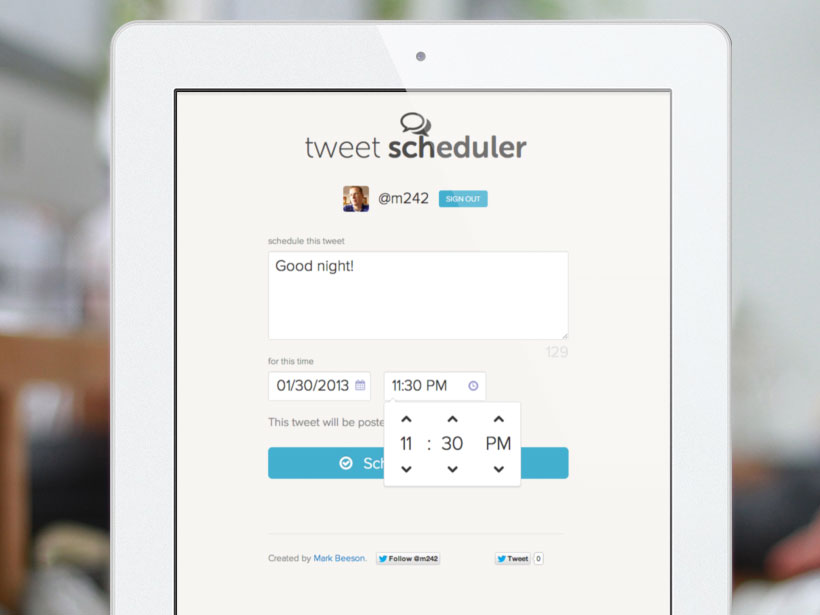 tweet scheduler
@m242 SIGN OUT
schedule this tweet
Good night!
129
for this time
01/30/2013 11:30 PM
This tweet will be poste
11 : 30 PM
Sch
Created by Mark Beeson. Follow @m242 Tweet 0